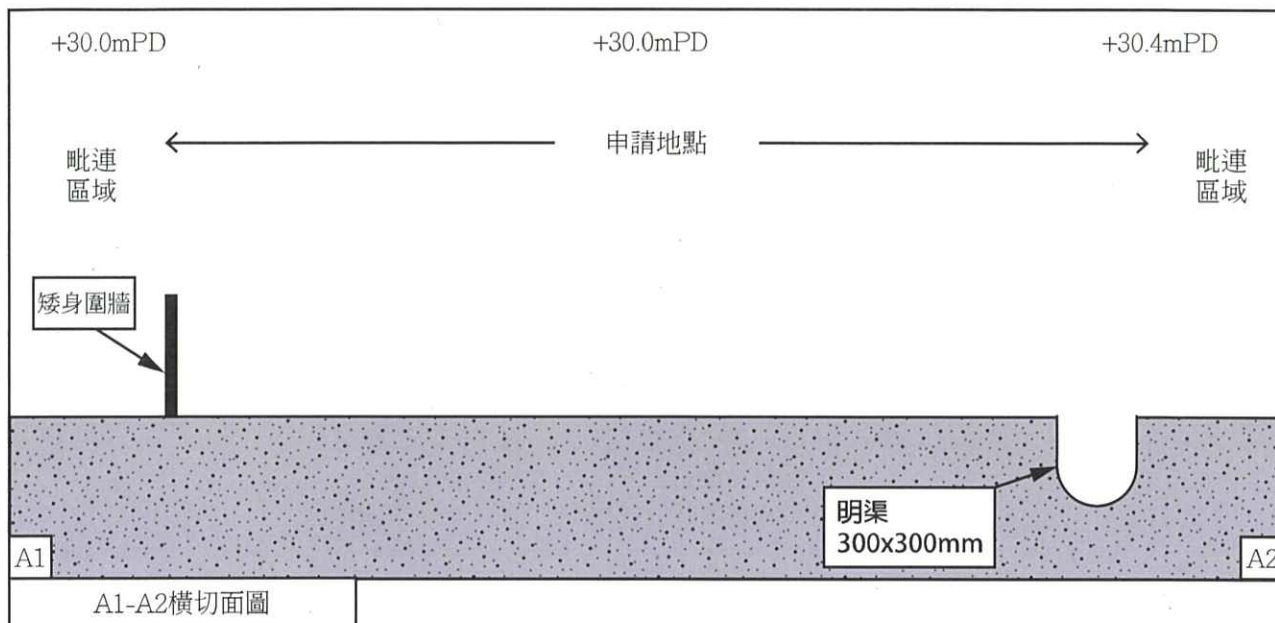 +30.0mPD
+30.0mPD
+30.4mPD
毗連
區域
申請地點
毗連
區域
矮身圍牆
明渠
300x300mm
A1
A2
A1-A2橫切面圖